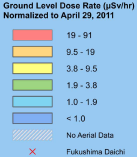 Ground Level Dose Rate (µSv/hr)
Normalized to April 29, 2011
19 - 91
9.5 - 19
3.8 - 9.5
1.9 - 3.8
1.0 - 1.9
< 1.0
No Aerial Data
Fukushima Daichi